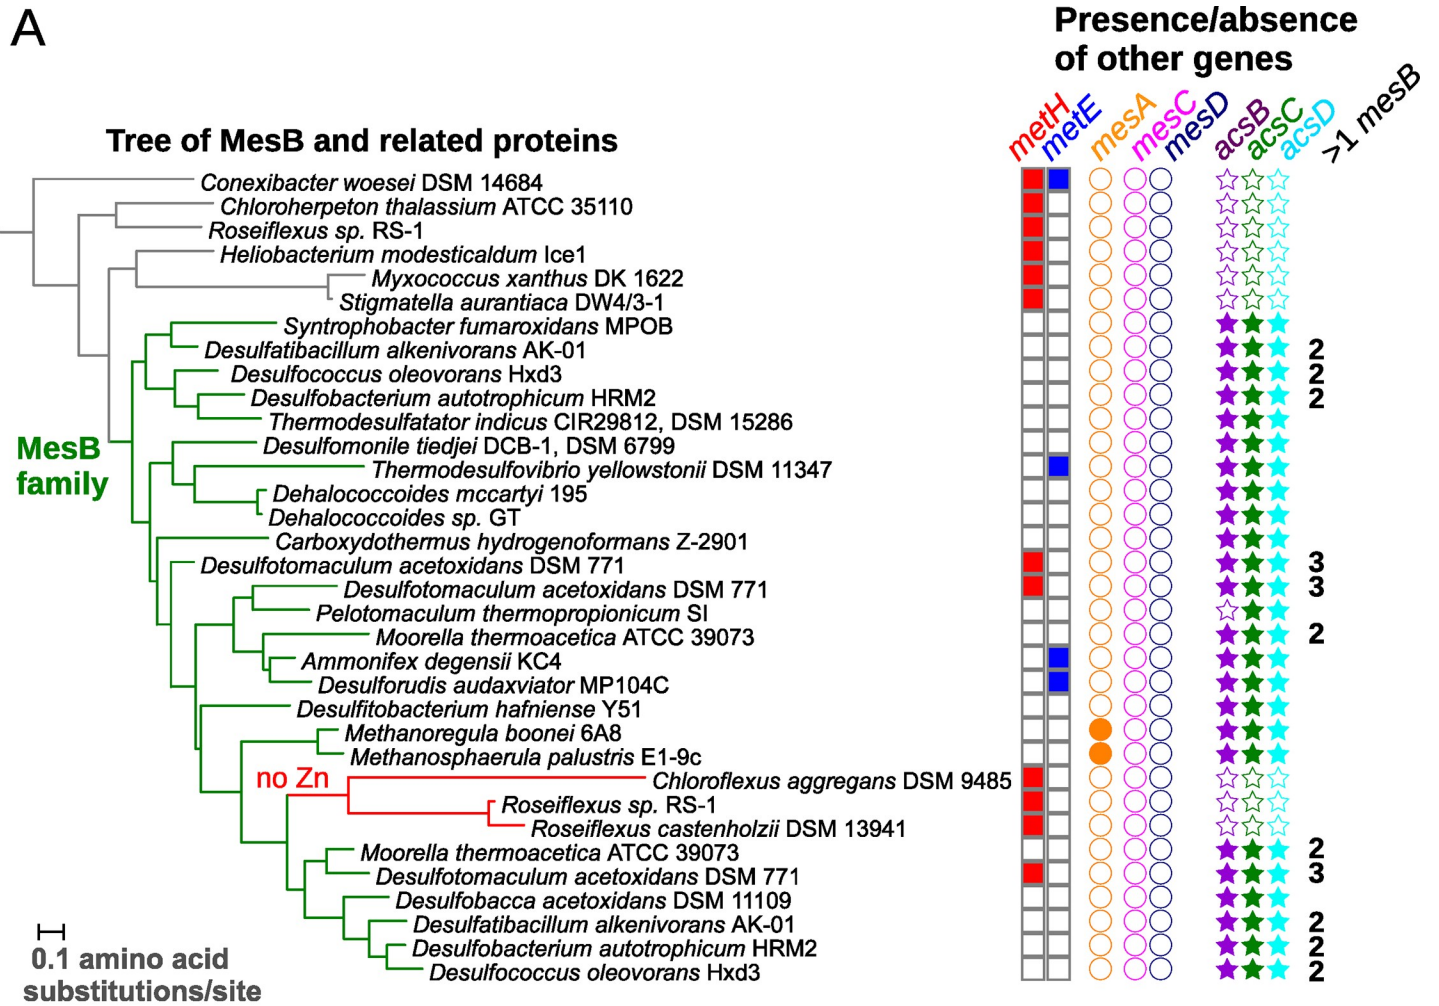 A
Presence/absence
of other genes
metH metE mesA mesC mesD acsB acsC acsD >1 mesB
Tree of MesB and related proteins
Conexibacter woesei DSM 14684
Chloroherpeton thalassium ATCC 35110
Roseiflexus sp. RS-1
Heliobacterium modesticaldum Ice1
Myxococcus xanthus DK 1622
Stigmatella aurantiaca DW4/3-1
Syntrophobacter fumaroxidans MPOB
Desulfatibacillum alkenivorans AK-01 2
Desulfococcus oleovorans Hxd3 2
Desulfobacterium autotrophicum HRM2 2
Thermodesulfatator indicus CIR29812, DSM 15286
Desulfomonile tiedjei DCB-1, DSM 6799
MesB
family
Thermodesulfovibrio yellowstonii DSM 11347
Dehalococcoides mccartyi 195
Dehalococcoides sp. GT
Carboxydothermus hydrogenoformans Z-2901
Desulfotomaculum acetoxidans DSM 771 3
Desulfotomaculum acetoxidans DSM 771 3
Pelotomaculum thermopropionicum SI
Moorella thermoacetica ATCC 39073 2
Ammonifex degensii KC4
Desulforudis audaxviator MP104C
Desulfitobacterium hafniense Y51
Methanoregula boonei 6A8
Methanosphaerula palustris E1-9c
no Zn
Chloroflexus aggregans DSM 9485
Roseiflexus sp. RS-1
Roseiflexus castenholzii DSM 13941
Moorella thermoacetica ATCC 39073 2
Desulfotomaculum acetoxidans DSM 771 3
Desulfobacca acetoxidans DSM 11109
Desulfatibacillum alkenivorans AK-01 2
Desulfobacterium autotrophicum HRM2 2
Desulfococcus oleovorans Hxd3 2
0.1 amino acid
substitutions/site